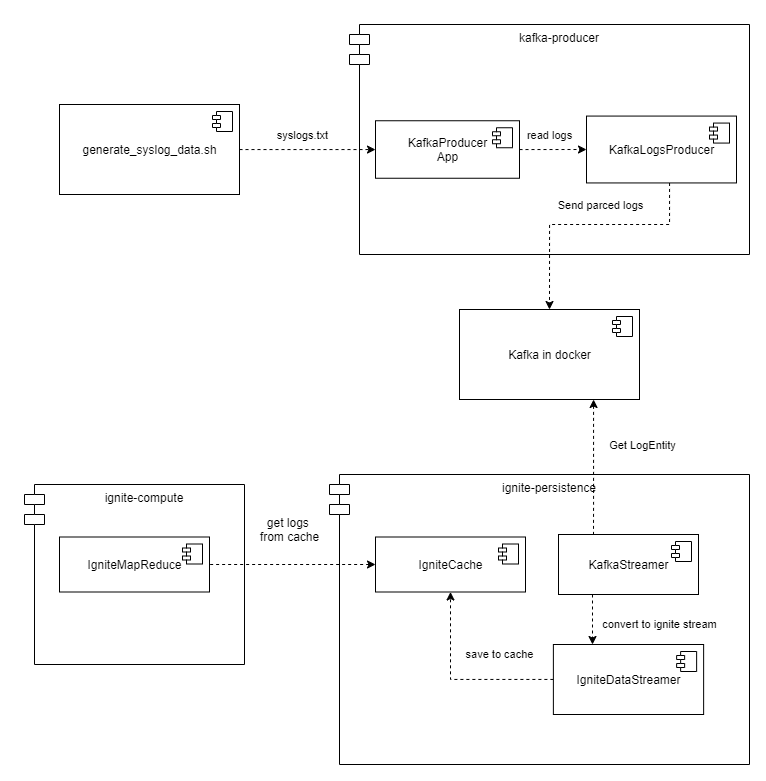 kafka-producer
generate_syslog_data.sh
syslogs.txt
KafkaProducer
App
read logs
KafkaLogsProducer
Send parced logs
Kafka in docker
Get LogEntity
ignite-compute
ignite-persistence
get logs
from cache
IgniteMapReduce
IgniteCache
KafkaStreamer
convert to ignite stream
save to cache
IgniteDataStreamer